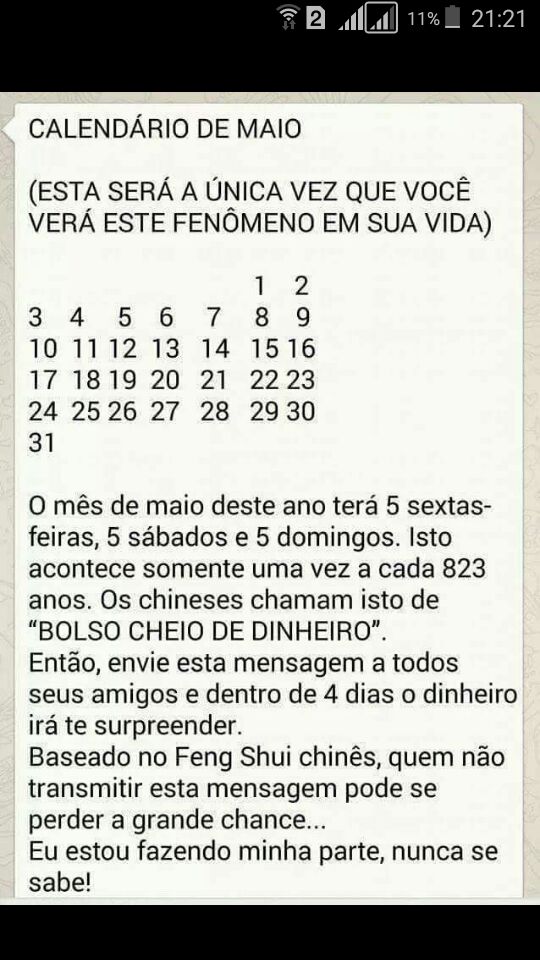 2 11% 21:21
CALENDÁRIO DE MAIO
(ESTA SERÁ A ÚNICA VEZ QUE VOCÊ
VERÁ ESTE FENÔMENO EM SUA VIDA)
1 2
3 4 5 6 7 8 9
10 11 12 13 14 15 16
17 18 19 20 21 22 23
24 25 26 27 28 29 30
31
O mês de maio deste ano terá 5 sextas-
feiras, 5 sábados e 5 domingos. Isto
acontece somente uma vez a cada 823
anos. Os chineses chamam isto de
“BOLSO CHEIO DE DINHEIRO”.
Então, envie esta mensagem a todos
seus amigos e dentro de 4 dias o dinheiro
irá te surpreender.
Baseado no Feng Shui chinês, quem não
transmitir esta mensagem pode se
perder a grande chance...
Eu estou fazendo minha parte, nunca se
sabe!